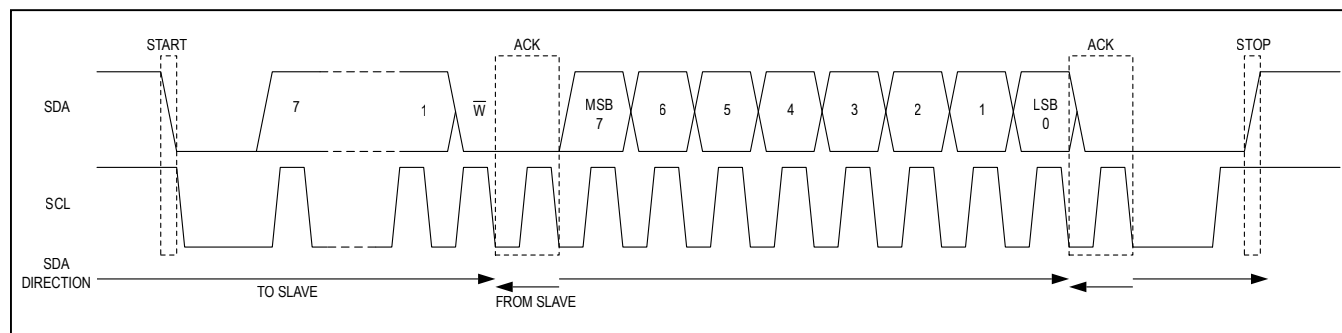 START ACK ACK STOP
SDA 7 1 W̅ MSB 7 6 5 4 3 2 1 LSB 0
SCL
SDA DIRECTION
TO SLAVE FROM SLAVE